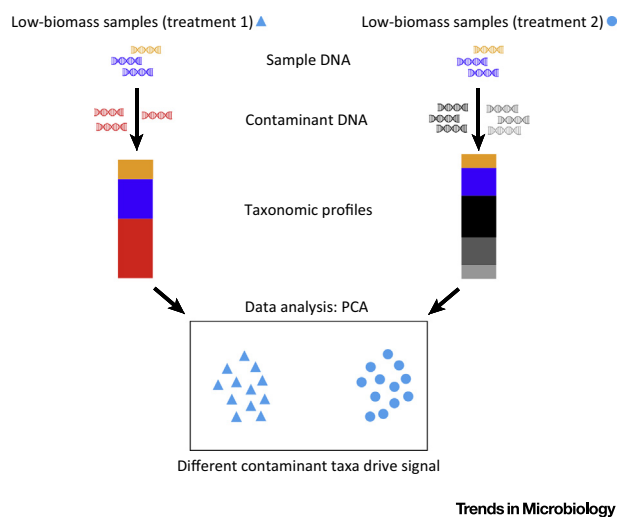 Low-biomass samples (treatment 1)
Low-biomass samples (treatment 2)
Sample DNA
Contaminant DNA
Taxonomic profiles
Data analysis: PCA
Different contaminant taxa drive signal
Trends in Microbiology